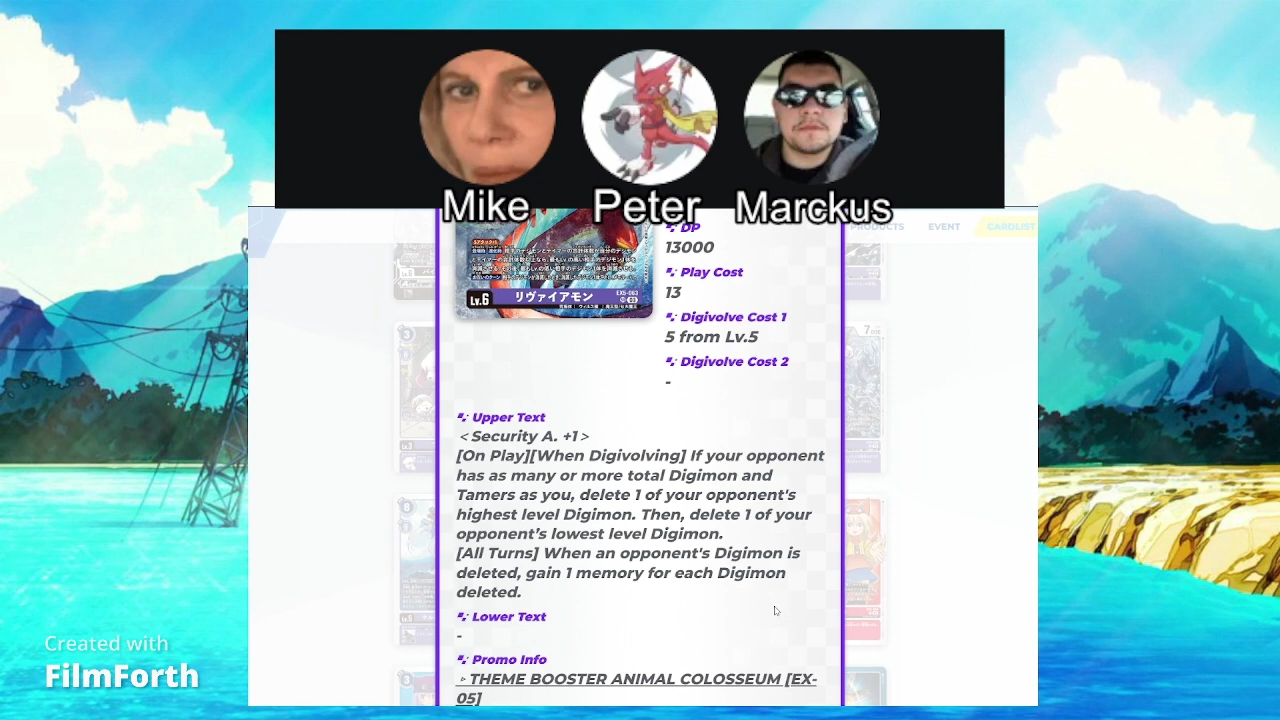 Mike
Peter
Marckus
PRODUCTS
EVENT
CARDLIST
DP
13000
Play Cost
13
Digivolve Cost 1
5 from Lv.5
Digivolve Cost 2
-
Lv.6
リヴァイアモン
EX5-063
Upper Text
＜Security A. +1＞
[On Play][When Digivolving] If your opponent
has as many or more total Digimon and
Tamers as you, delete 1 of your opponent's
highest level Digimon. Then, delete 1 of your
opponent’s lowest level Digimon.
[All Turns] When an opponent's Digimon is
deleted, gain 1 memory for each Digimon
deleted.
Lower Text
-
Promo Info
THEME BOOSTER ANIMAL COLOSSEUM [EX-
05]
Created with
FilmForth